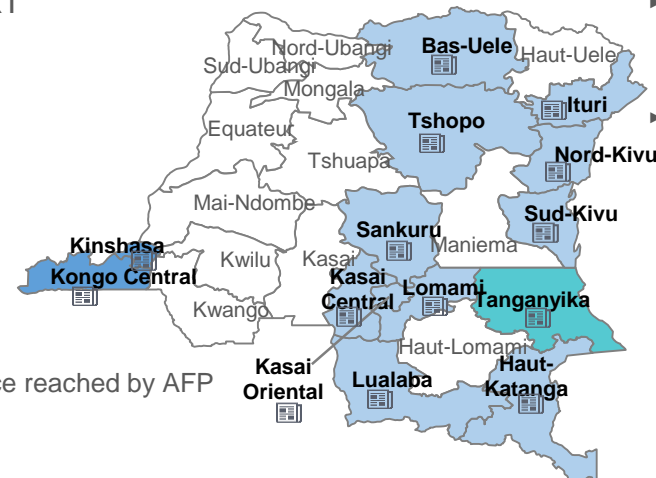 Nord-Ubangi
Bas-Uele
Haut-Uele
Sud-Ubangi
Mongala
Ituri
Equateur
Tshopo
Tshuapa
Nord-Kivu
Mai-Ndombe
Sankuru
Sud-Kivu
Kinshasa
Maniema
Kongo Central
Kwilu
Kasai
Kasai
Central
Lomami
Tanganyika
Kwango
Haut-Lomami
Kasai
Oriental
Lualaba
Haut-
Katanga
reached by AFP